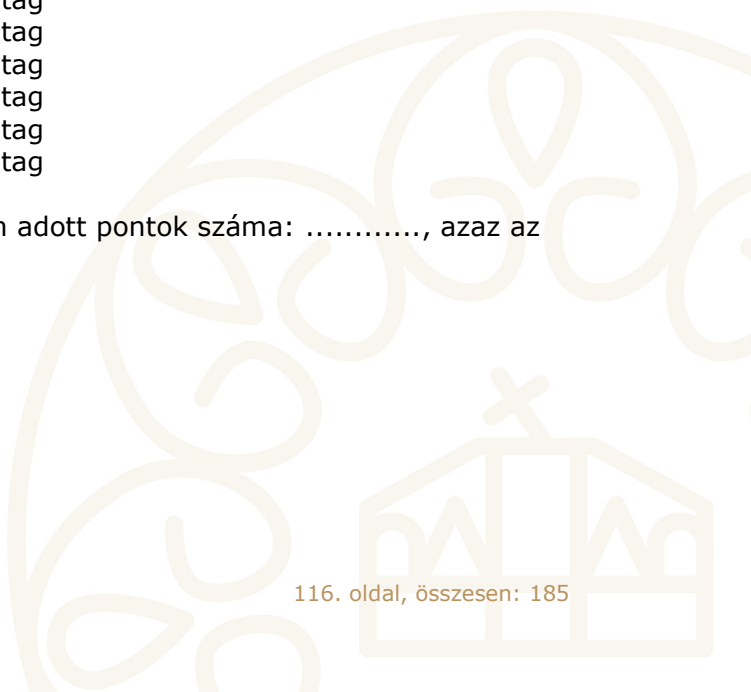 tag
tag
tag
tag
tag
tag
adott pontok száma: ............, azaz az
116. oldal, összesen: 185